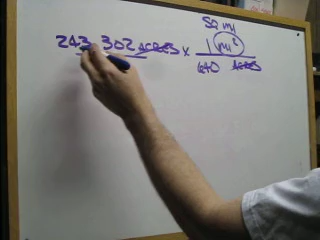 sq mi
243 302 acres x 1 mi²
640 acres